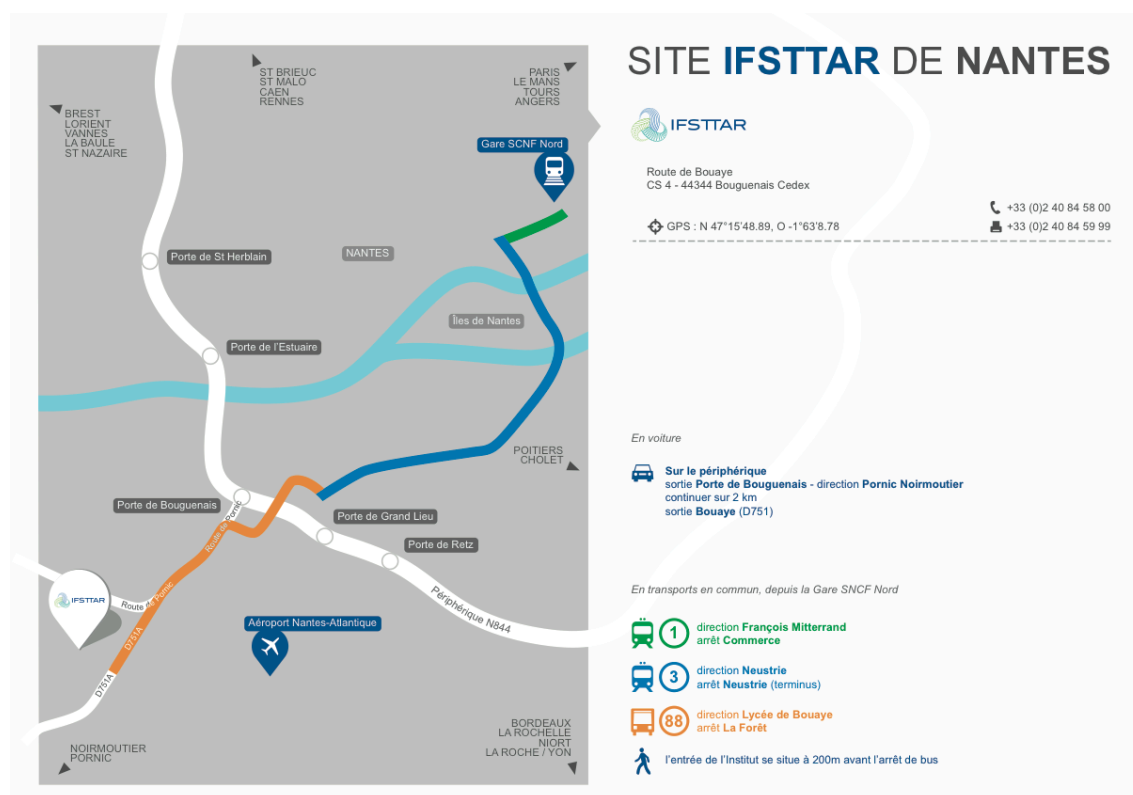 SITE IFSTTAR DE NANTES
IFSTTAR
Route de Bouaye
CS 4 - 44344 Bouguenais Cedex
GPS : N 47°15’48.89, O -1°63’8.78
+33 (0)2 40 84 58 00
+33 (0)2 40 84 59 99
ST BRIEUC
ST MALO
CAEN
RENNES
PARIS
LE MANS
TOURS
ANGERS
BREST
LORIENT
VANNES
LA BAULE
ST NAZAIRE
Gare SCNF Nord
Porte de St Herblain
NANTES
Îles de Nantes
Porte de l’Estuaire
POITIERS
CHOLET
Porte de Bouguenais
Route de Pornic
Porte de Grand Lieu
Porte de Retz
Route de Pornic
IFSTTAR
Route de Pornic
Périphérique N844
Aéroport Nantes-Atlantique
D751A
D751A
NOIRMOUTIER
PORNIC
BORDEAUX
LA ROCHELLE
NIORT
LA ROCHE / YON
En voiture
Sur le périphérique
sortie Porte de Bouguenais - direction Pornic Noirmoutier
continuer sur 2 km
sortie Bouaye (D751)
En transports en commun, depuis la Gare SNCF Nord
1
direction François Mitterrand
arrêt Commerce
3
direction Neustrie
arrêt Neustrie (terminus)
88
direction Lycée de Bouaye
arrêt La Forêt
l’entrée de l’Institut se situe à 200m avant l’arrêt de bus